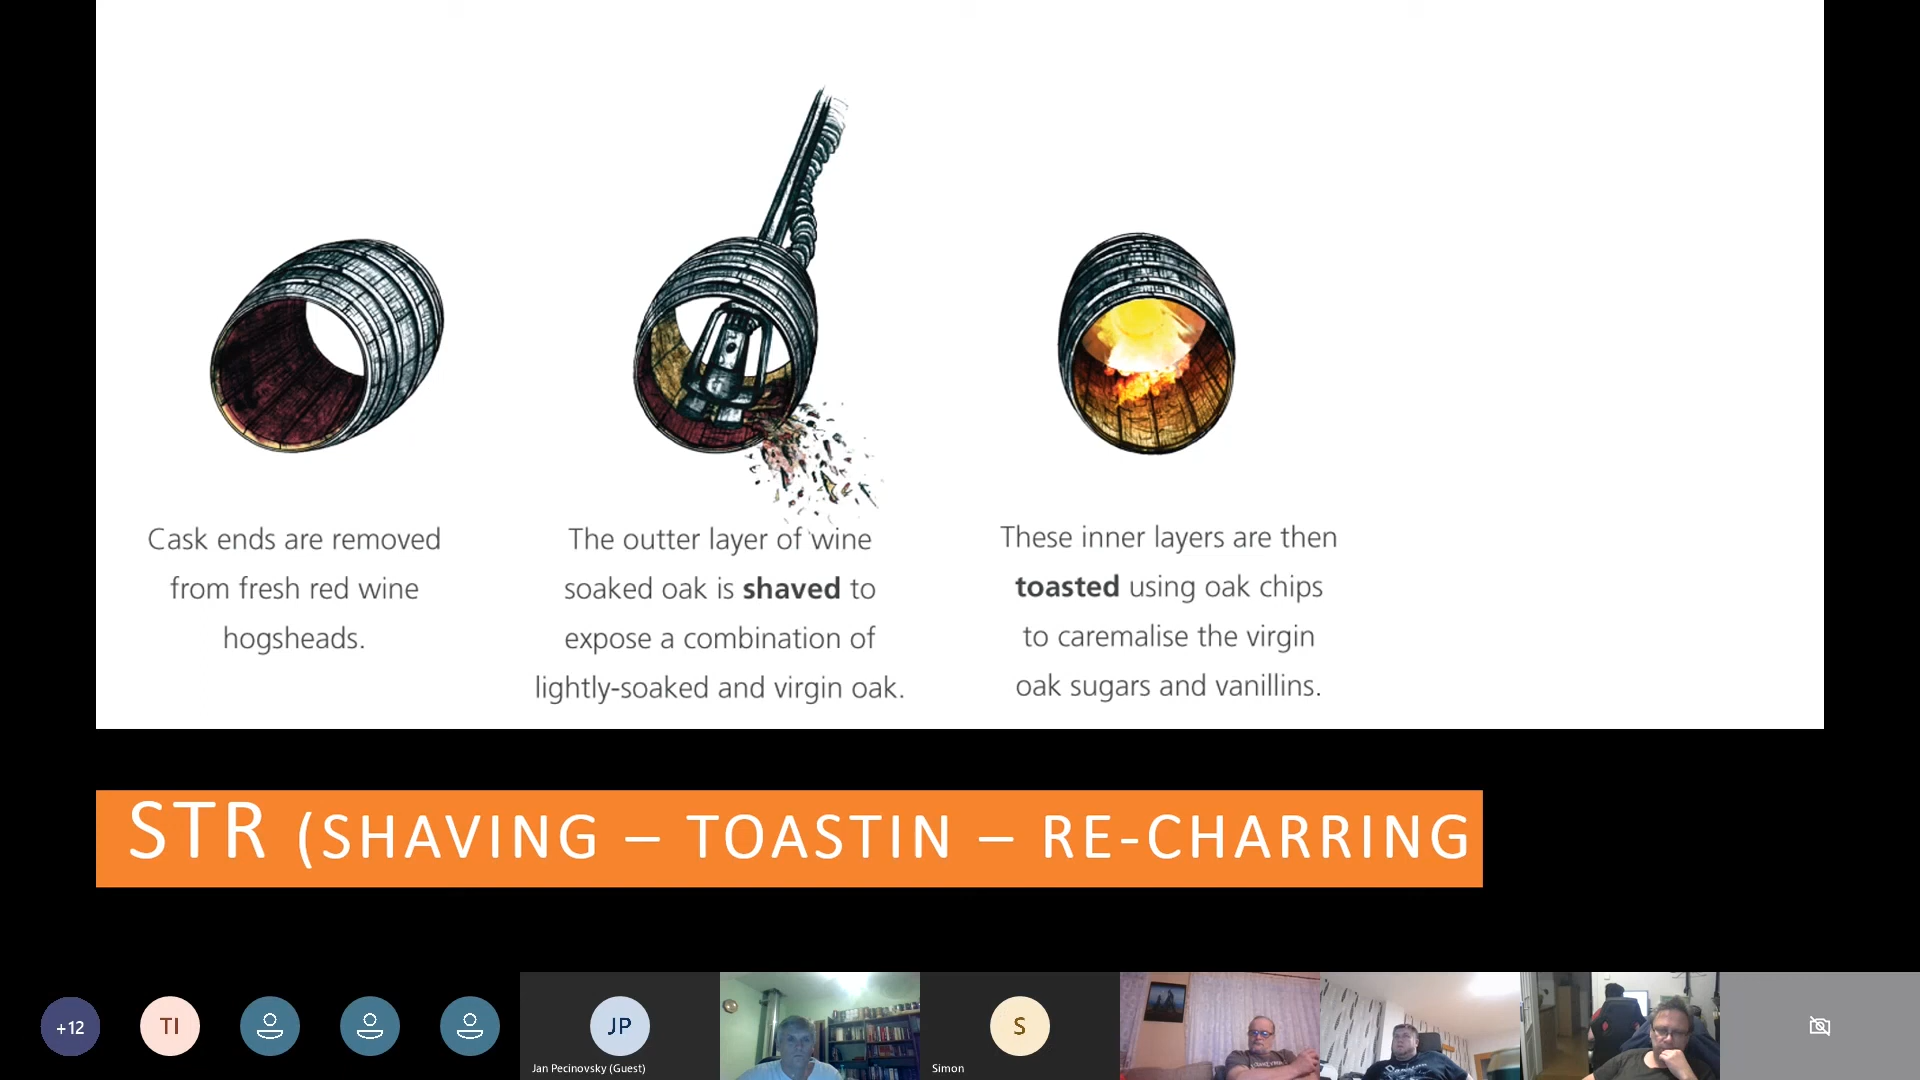 Cask ends are removed
from fresh red wine
hogsheads.
The outter layer of wine
soaked oak is shaved to
expose a combination of
lightly-soaked and virgin oak.
These inner layers are then
toasted using oak chips
to caremalise the virgin
oak sugars and vanillins.
STR (SHAVING – TOASTIN – RE-CHARRING
+12
TI
JP
Jan Pecinovsky (Guest)
S
Simon